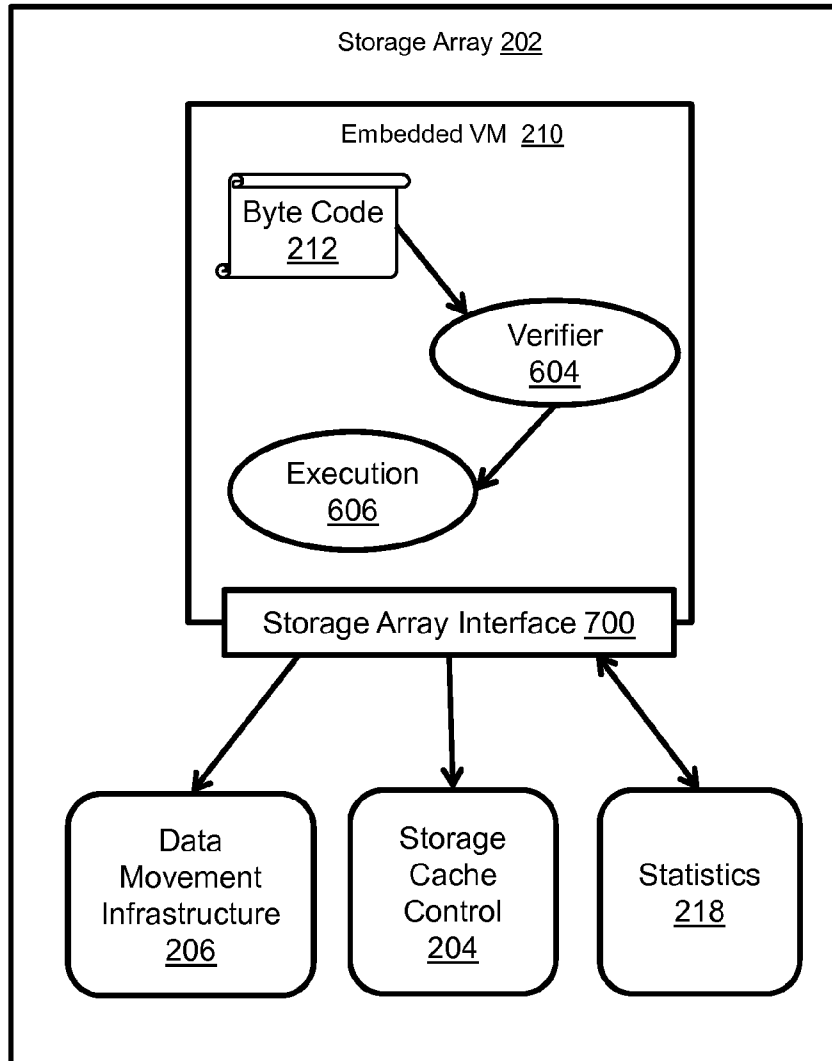 Storage Array 202
Embedded VM 210
Byte Code
212
Verifier
604
Execution
606
Storage Array Interface 700
Data
Movement
Infrastructure
206
Storage
Cache
Control
204
Statistics
218